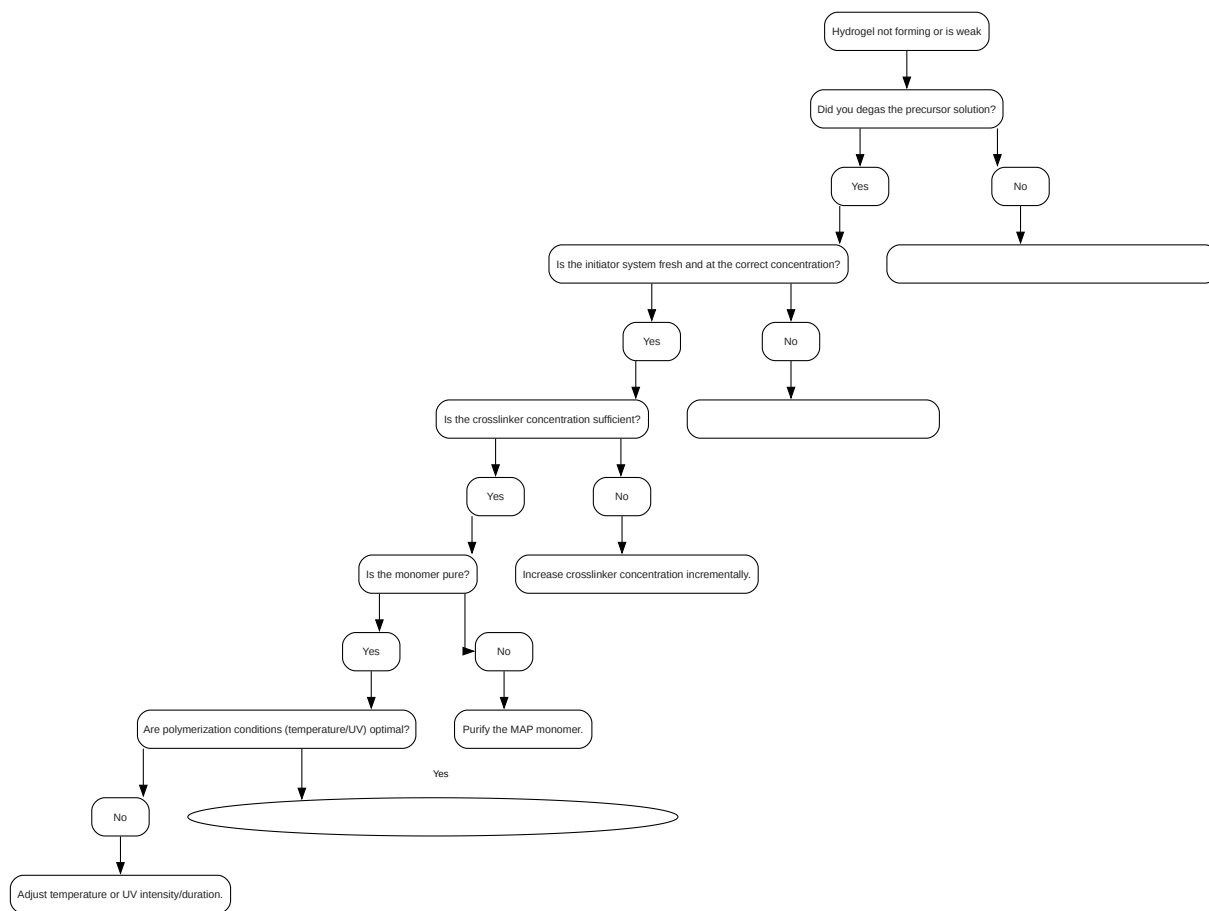 Hydrogel not forming or is weak
Did you degas the precursor solution?
Yes
No
Is the initiator system fresh and at the correct concentration?
Yes
No
Is the crosslinker concentration sufficient?
Yes
No
Is the monomer pure?
Increase crosslinker concentration incrementally.
Yes
No
Are polymerization conditions (temperature/UV) optimal?
Purify the MAP monomer.
Yes
No
Adjust temperature or UV intensity/duration.